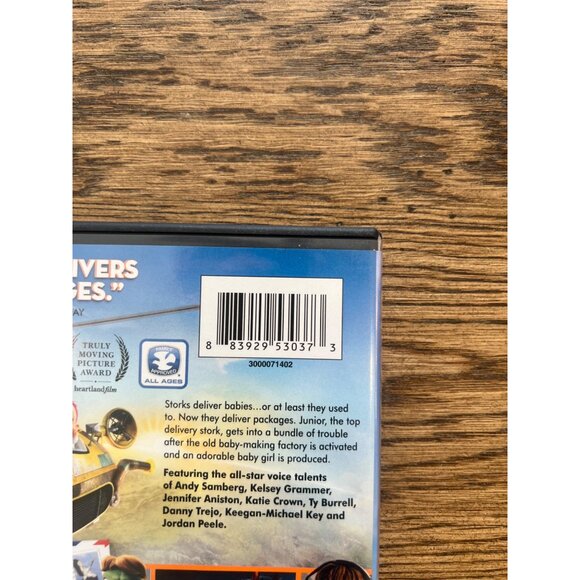 IVERS
GES."
AY
TRULY
MOVING
PICTURE
AWARD
heartlandfilm
APPROVED
ALL AGES
8 83929 53037 3
3000071402
Storks deliver babies...or at least they used
to. Now they deliver packages. Junior, the top
delivery stork, gets into a bundle of trouble
after the old baby-making factory is activated
and an adorable baby girl is produced.
Featuring the all-star voice talents
of Andy Samberg, Kelsey Grammer,
Jennifer Aniston, Katie Crown, Ty Burrell,
Danny Trejo, Keegan-Michael Key and
Jordan Peele.